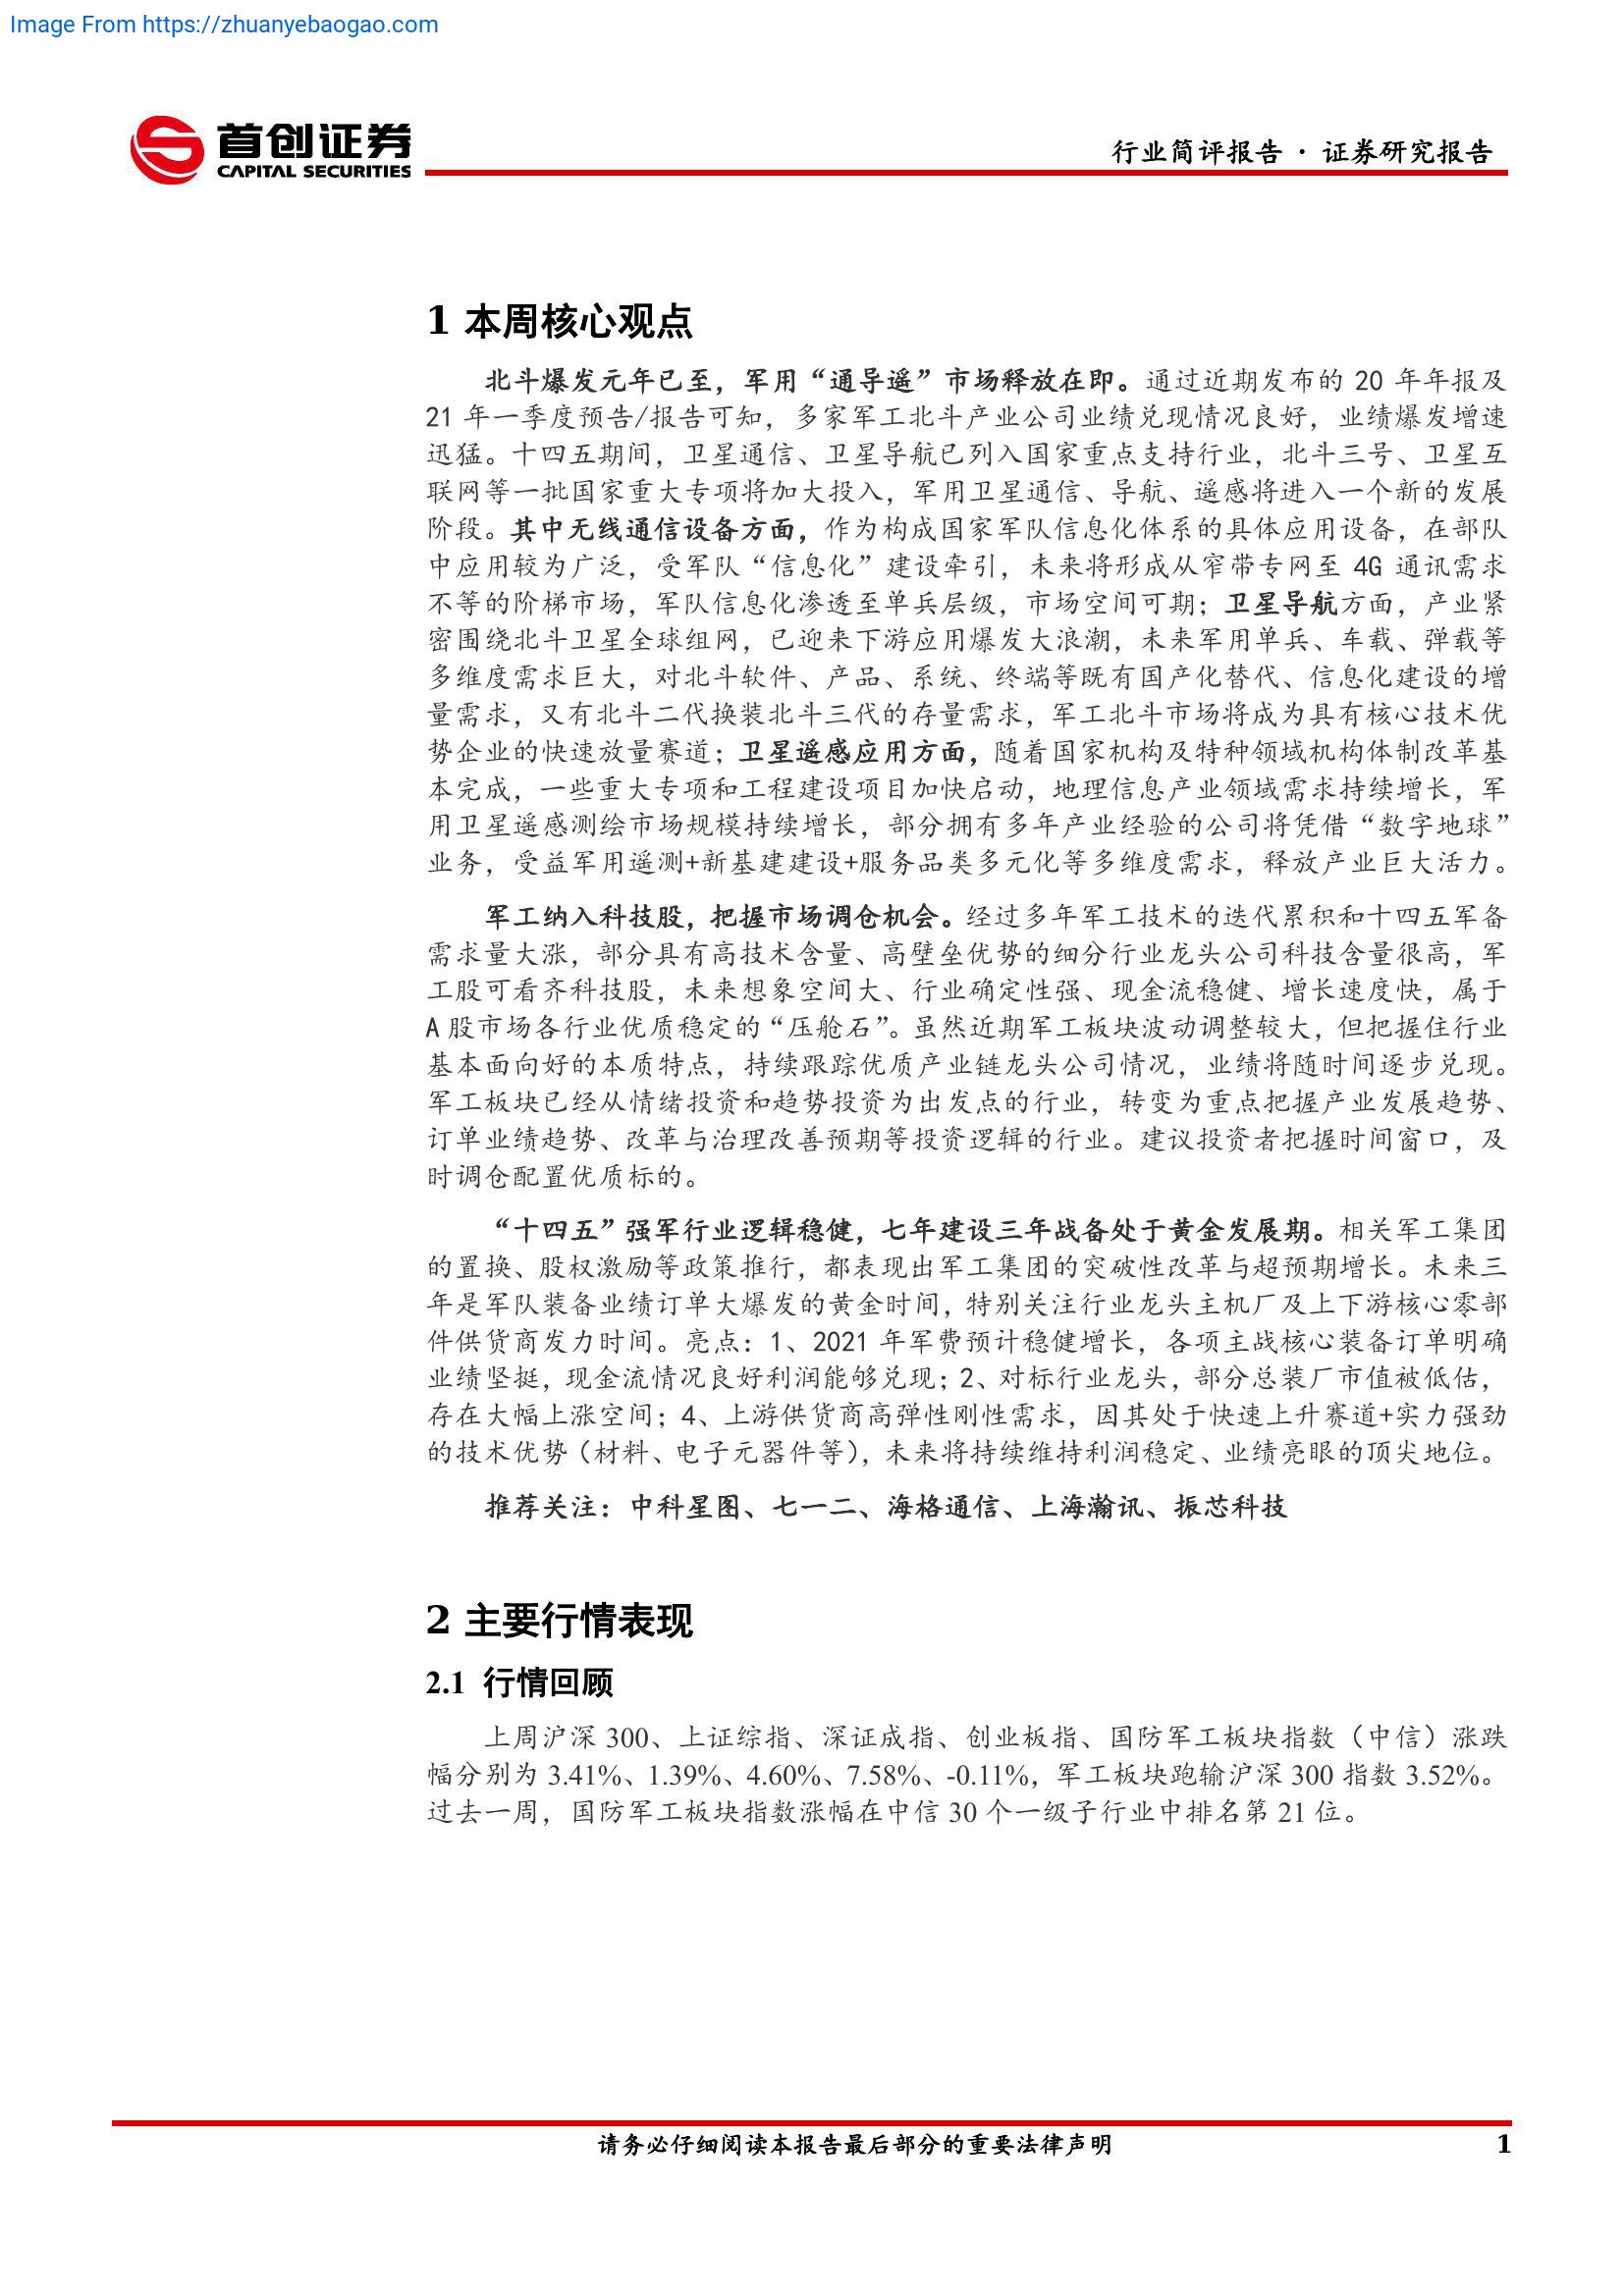 Image From https://zhuanyebaogao.com
首创证券
CAPITAL SECURITIES
行业简评报告·证券研究报告
1 本周核心观点
北斗爆发元年已至，军用“通导遥”市场释放在即。通过近期发布的 20 年年报及
21 年一季度预告/报告可知，多家军工北斗产业公司业绩兑现情况良好，业绩爆发增速
迅猛。十四五期间，卫星通信、卫星导航已列入国家重点支持行业，北斗三号、卫星互
联网等一批国家重大专项将加大投入，军用卫星通信、导航、遥感将进入一个新的发展
阶段。其中无线通信设备方面，作为构成国家军队信息化体系的具体应用设备，在部队
中应用较为广泛，受军队“信息化”建设牵引，未来将形成从窄带专网至 4G 通讯需求
不等的阶梯市场，军队信息化渗透至单兵层级，市场空间可期；卫星导航方面，产业紧
密围绕北斗卫星全球组网，已迎来下游应用爆发大浪潮，未来军用单兵、车载、弹载等
多维度需求巨大，对北斗软件、产品、系统、终端等既有国产化替代、信息化建设的增
量需求，又有北斗二代换装北斗三代的存量需求，军工北斗市场将成为具有核心技术优
势企业的快速放量赛道；卫星遥感应用方面，随着国家机构及特种领域机构体制改革基
本完成，一些重大专项和工程建设项目加快启动，地理信息产业领域需求持续增长，军
用卫星遥感测绘市场规模持续增长，部分拥有多年产业经验的公司将凭借“数字地球”
业务，受益军用遥测+新基建建设+服务品类多元化等多维度需求，释放产业巨大活力。
军工纳入科技股，把握市场调仓机会。经过多年军工技术的迭代累积和十四五军备
需求量大涨，部分具有高技术含量、高壁垒优势的细分行业龙头公司科技含量很高，军
工股可看齐科技股，未来想象空间大、行业确定性强、现金流稳健、增长速度快，属于
A 股市场各行业优质稳定的“压舱石”。虽然近期军工板块波动调整较大，但把握住行业
基本面向好的本质特点，持续跟踪优质产业链龙头公司情况，业绩将随时间逐步兑现。
军工板块已经从情绪投资和趋势投资为出发点的行业，转变为重点把握产业发展趋势、
订单业绩趋势、改革与治理改善预期等投资逻辑的行业。建议投资者把握时间窗口，及
时调仓配置优质标的。
“十四五”强军行业逻辑稳健，七年建设三年战备处于黄金发展期。相关军工集团
的置换、股权激励等政策推行，都表现出军工集团的突破性改革与超预期增长。未来三
年是军队装备业绩订单大爆发的黄金时间，特别关注行业龙头主机厂及上下游核心零部
件供货商发力时间。亮点：1、2021 年军费预计稳健增长，各项主战核心装备订单明确
业绩坚挺，现金流情况良好利润能够兑现；2、对标行业龙头，部分总装厂市值被低估，
存在大幅上涨空间；4、上游供货商高弹性刚性需求，因其处于快速上升赛道+实力强劲
的技术优势（材料、电子元器件等），未来将持续维持利润稳定、业绩亮眼的顶尖地位。
推荐关注：中科星图、七一二、海格通信、上海瀚讯、振芯科技
2 主要行情表现
2.1 行情回顾
上周沪深 300、上证综指、深证成指、创业板指、国防军工板块指数（中信）涨跌
幅分别为 3.41%、1.39%、4.60%、7.58%、-0.11%，军工板块跑输沪深 300 指数 3.52%。
过去一周，国防军工板块指数涨幅在中信 30 个一级子行业中排名第 21 位。
请务必仔细阅读本报告最后部分的重要法律声明
1